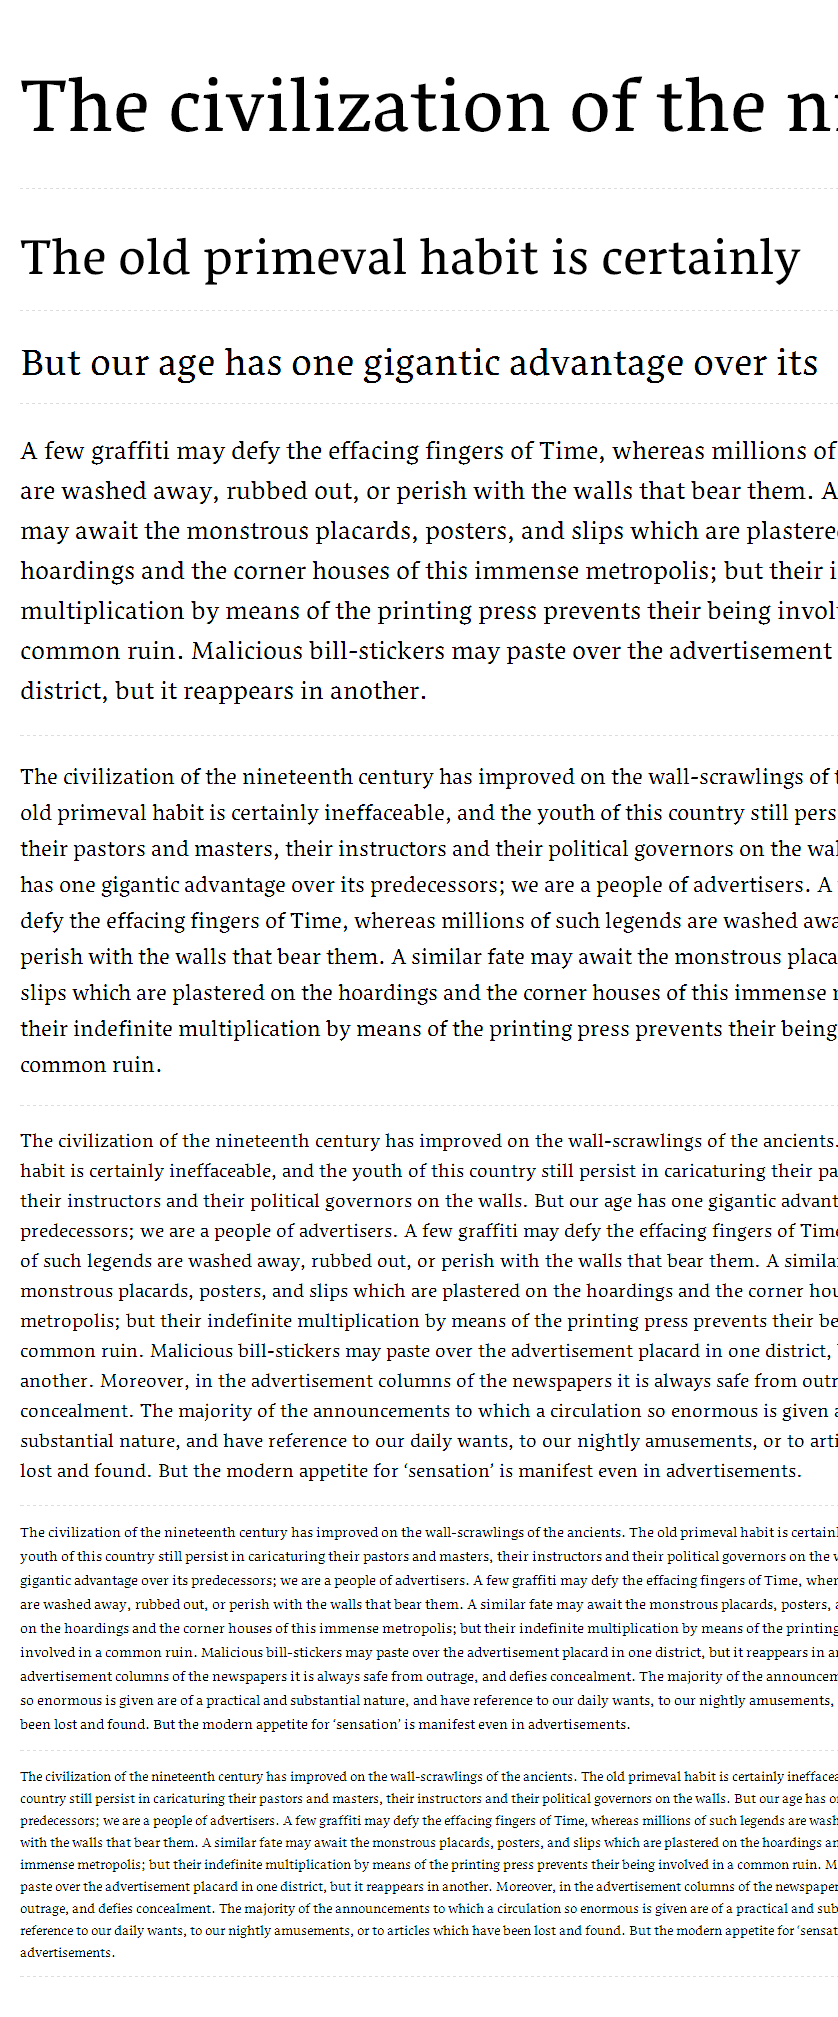 The civilization of the
The old primeval habit is certainly
But our age has one gigantic advantage over its
A few graffiti may defy the effacing fingers of Time, whereas millions of
are washed away, rubbed out, or perish with the walls that bear them. A
may await the monstrous placards, posters, and slips which are
hoardings and the corner houses of this immense metropolis; but their
multiplication by means of the printing press prevents their being
common ruin. Malicious bill-stickers may paste over the advertisement
district, but it reappears in another.
The civilization of the nineteenth century has improved on the wall-scrawlings of
old primeval habit is certainly ineffaceable, and the youth of this country still
their pastors and masters, their instructors and their political governors on the
has one gigantic advantage over its predecessors; we are a people of advertisers. A
defy the effacing fingers of Time, whereas millions of such legends are washed
perish with the walls that bear them. A similar fate may await the monstrous
slips which are plastered on the hoardings and the corner houses of this immense
their indefinite multiplication by means of the printing press prevents their being
common ruin.
The civilization of the nineteenth century has improved on the wall-scrawlings of the ancients.
habit is certainly ineffaceable, and the youth of this country still persist in caricaturing their
their instructors and their political governors on the walls. But our age has one gigantic
predecessors; we are a people of advertisers. A few graffiti may defy the effacing fingers of
of such legends are washed away, rubbed out, or perish with the walls that bear them. A
monstrous placards, posters, and slips which are plastered on the hoardings and the corner
metropolis; but their indefinite multiplication by means of the printing press prevents their
common ruin. Malicious bill-stickers may paste over the advertisement placard in one district,
another. Moreover, in the advertisement columns of the newspapers it is always safe from
concealment. The majority of the announcements to which a circulation so enormous is given
substantial nature, and have reference to our daily wants, to our nightly amusements, or to
lost and found. But the modern appetite for ‘sensation’ is manifest even in advertisements.
The civilization of the nineteenth century has improved on the wall-scrawlings of the ancients. The old primeval habit is
youth of this country still persist in caricaturing their pastors and masters, their instructors and their political governors on the
gigantic advantage over its predecessors; we are a people of advertisers. A few graffiti may defy the effacing fingers of Time,
are washed away, rubbed out, or perish with the walls that bear them. A similar fate may await the monstrous placards, posters,
on the hoardings and the corner houses of this immense metropolis; but their indefinite multiplication by means of the printing
involved in a common ruin. Malicious bill-stickers may paste over the advertisement placard in one district, but it reappears in
advertisement columns of the newspapers it is always safe from outrage, and defies concealment. The majority of the
so enormous is given are of a practical and substantial nature, and have reference to our daily wants, to our nightly amusements,
been lost and found. But the modern appetite for ‘sensation’ is manifest even in advertisements.
The civilization of the nineteenth century has improved on the wall-scrawlings of the ancients. The old primeval habit is certainly
country still persist in caricaturing their pastors and masters, their instructors and their political governors on the walls. But our age has
predecessors; we are a people of advertisers. A few graffiti may defy the effacing fingers of Time, whereas millions of such legends are
with the walls that bear them. A similar fate may await the monstrous placards, posters, and slips which are plastered on the hoardings
immense metropolis; but their indefinite multiplication by means of the printing press prevents their being involved in a common ruin.
paste over the advertisement placard in one district, but it reappears in another. Moreover, in the advertisement columns of the
outrage, and defies concealment. The majority of the announcements to which a circulation so enormous is given are of a practical and
reference to our daily wants, to our nightly amusements, or to articles which have been lost and found. But the modern appetite for
advertisements.